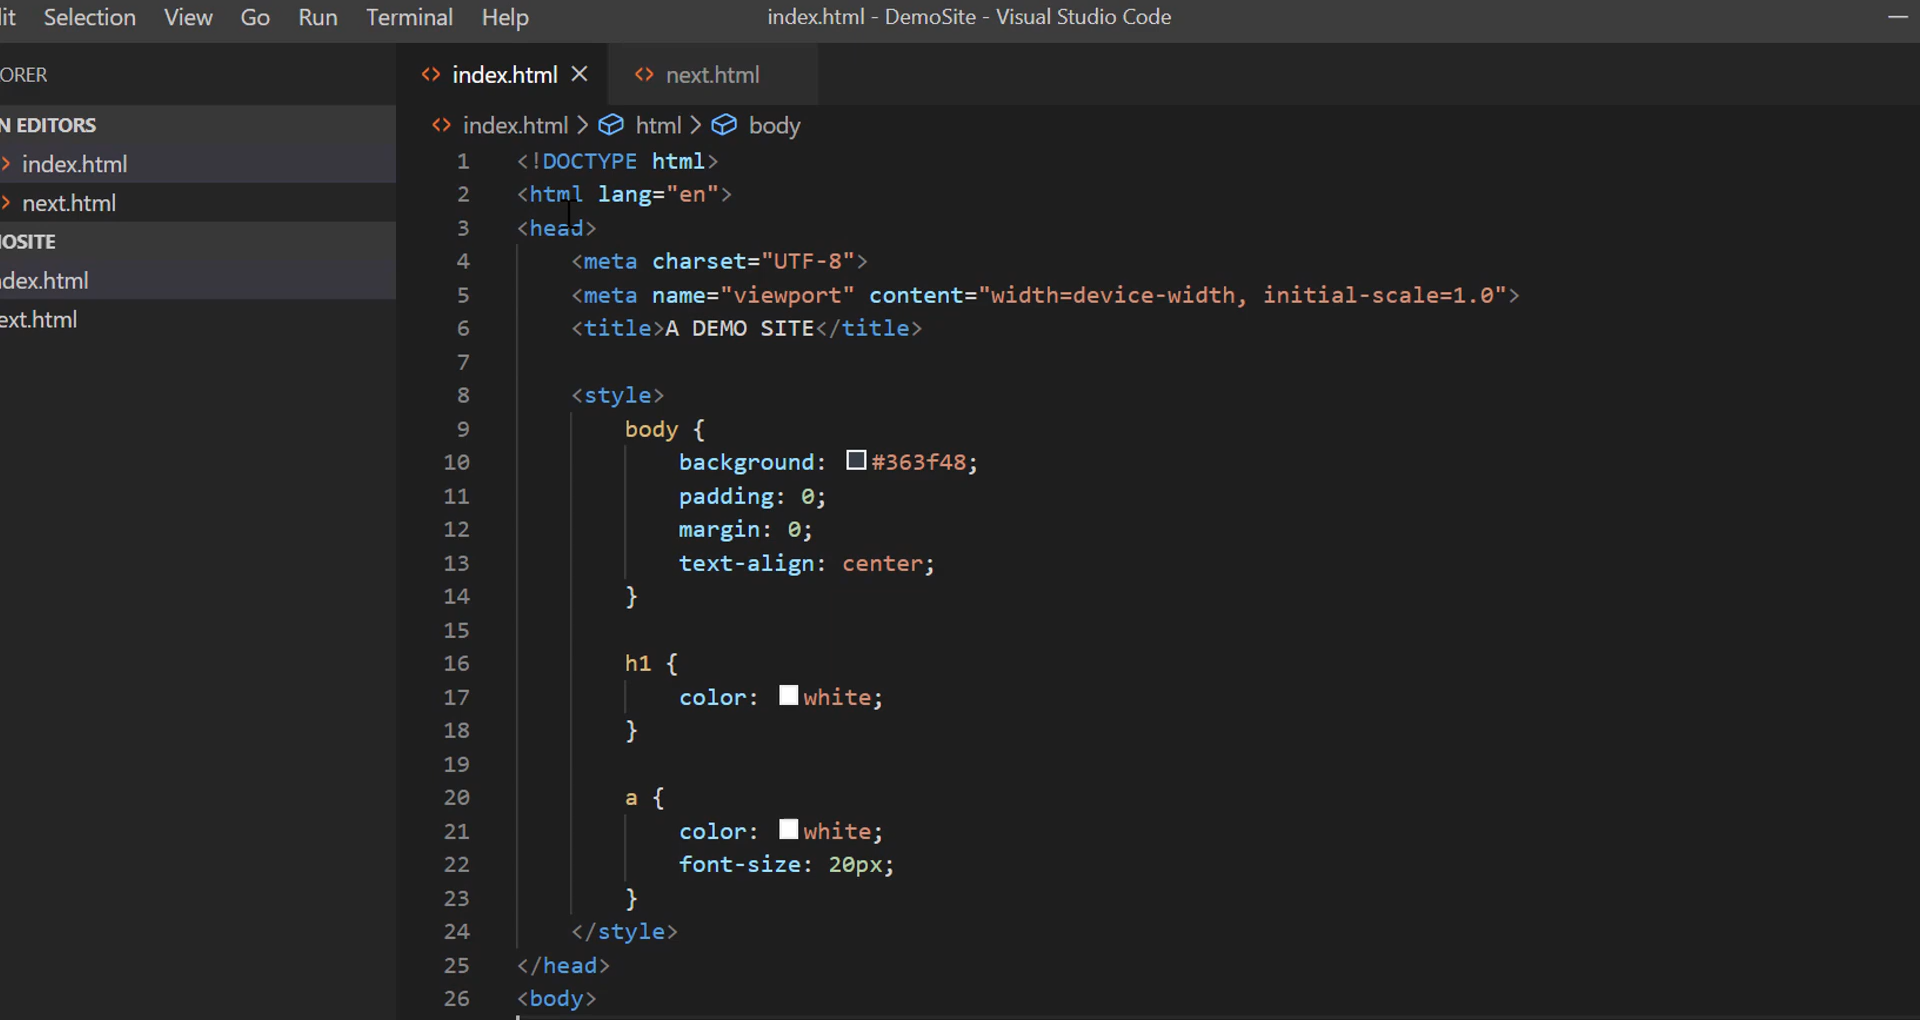 it Selection View Go Run Terminal Help index.html - DemoSite - Visual Studio Code
ORER
N EDITORS
index.html
next.html
OSITE
dex.html
ext.html
index.html next.html
index.html > html > body
1 <!DOCTYPE html>
2 <html lang="en">
3 <head>
4 <meta charset="UTF-8">
5 <meta name="viewport" content="width=device-width, initial-scale=1.0">
6 <title>A DEMO SITE</title>
7
8 <style>
9 body {
10 background: #363f48;
11 padding: 0;
12 margin: 0;
13 text-align: center;
14 }
15
16 h1 {
17 color: white;
18 }
19
20 a {
21 color: white;
22 font-size: 20px;
23 }
24 </style>
25 </head>
26 <body>